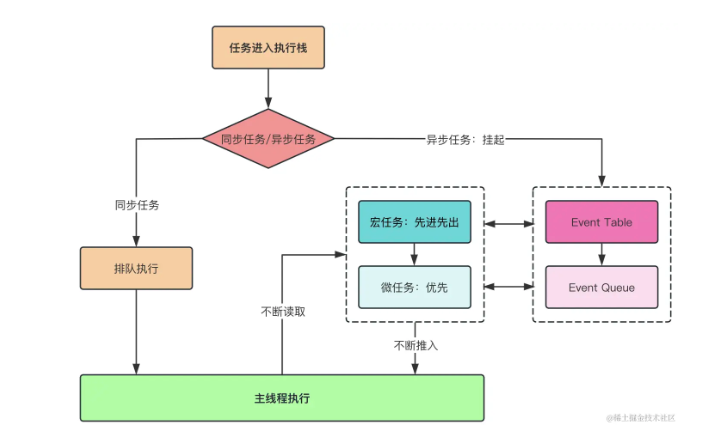 任务进入执行栈
同步任务/异步任务
异步任务：挂起
同步任务
宏任务：先进先出
Event Table
排队执行
微任务：优先
Event Queue
不断读取
不断推入
主线程执行
@稀土掘金技术社区